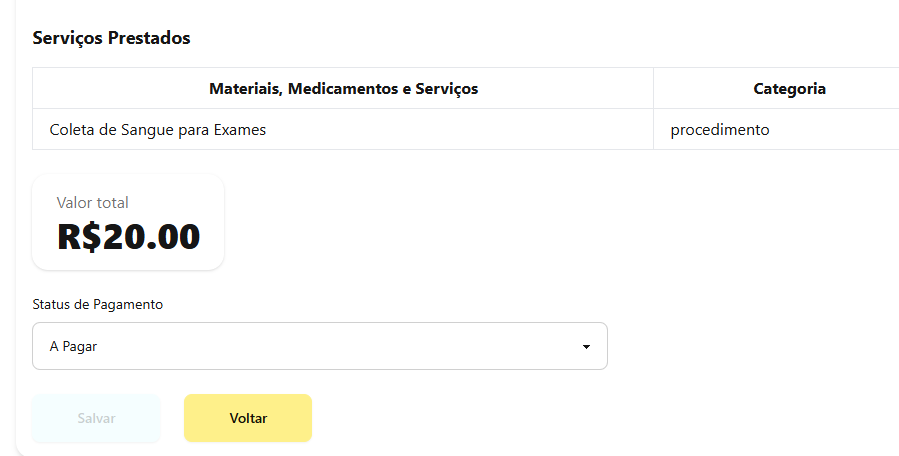 Serviços Prestados
Materiais, Medicamentos e Serviços Categoria
Coleta de Sangue para Exames procedimento
Valor total
R$20.00
Status de Pagamento
A Pagar
Salvar Voltar